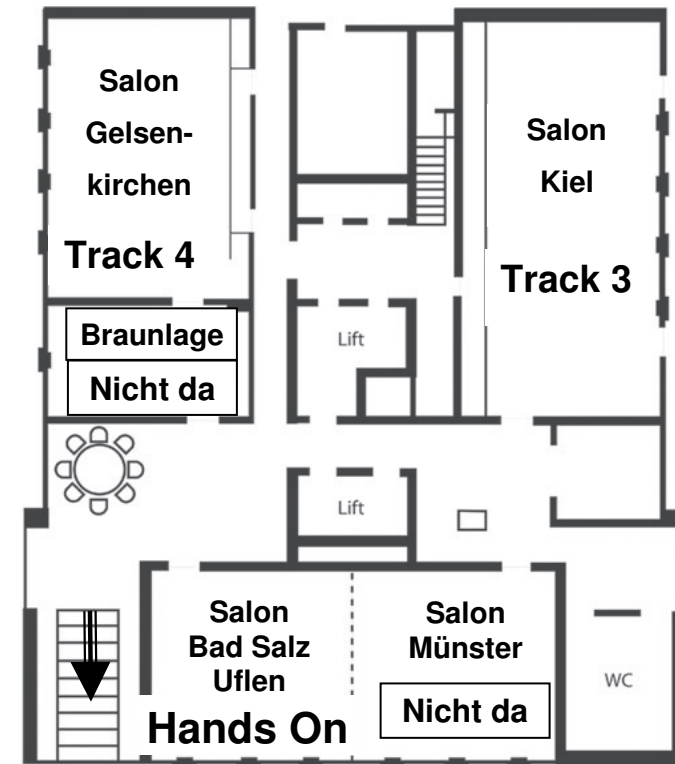 Salon
Gelsen-
kirchen
Track 4
Salon
Kiel
Track 3
Braunlage
Nicht da
Lift
Lift
Salon
Bad Salz
Uflen
Hands On
Salon
Münster
Nicht da
WC